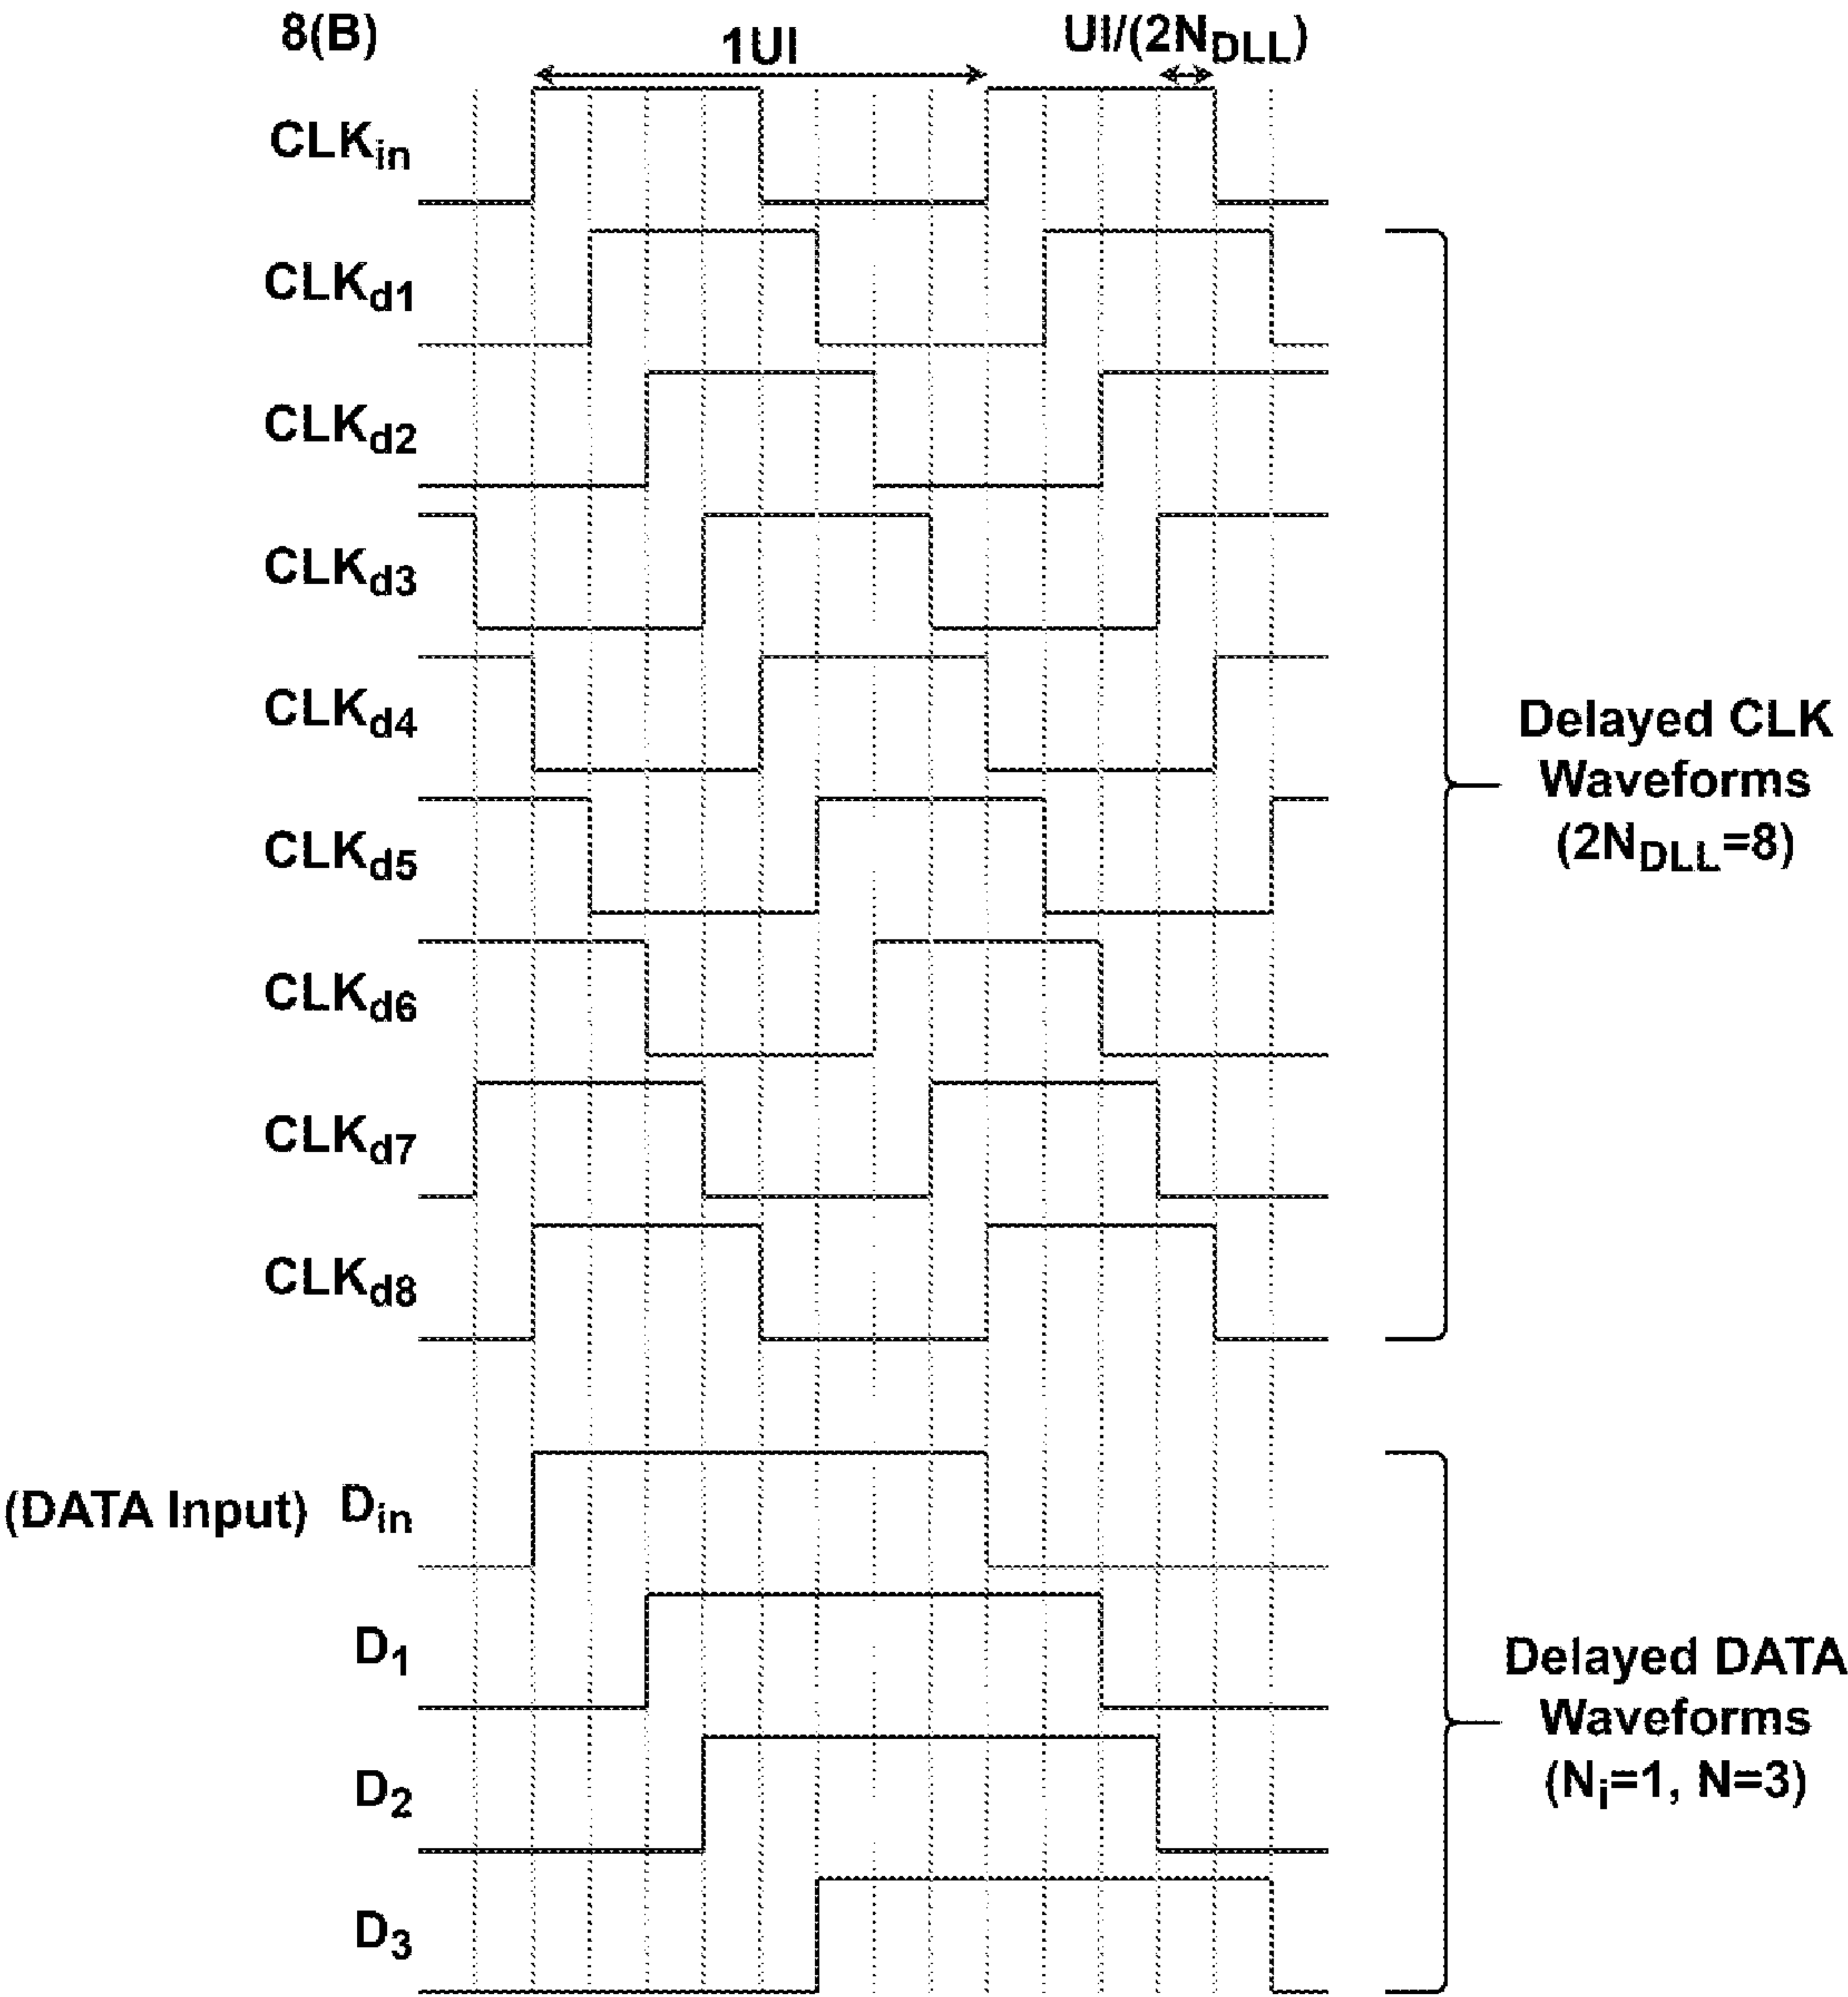 8(B)
1UI
UI/(2NDLL)
CLKin
CLKd1
CLKd2
CLKd3
CLKd4
CLKd5
CLKd6
CLKd7
CLKd8
Delayed CLK
Waveforms
(2NDLL=8)
(DATA Input) Din
D1
D2
D3
Delayed DATA
Waveforms
(Ni=1, N=3)